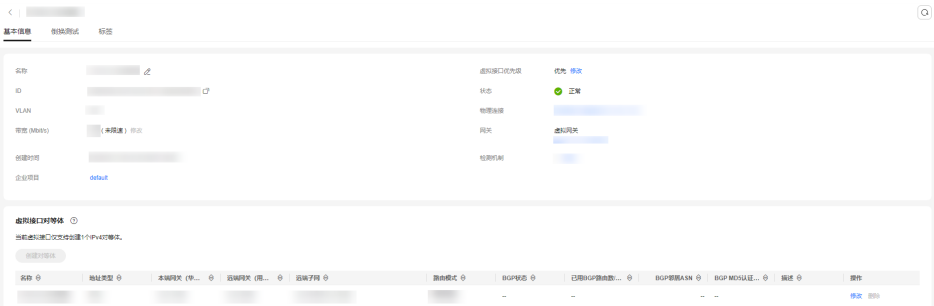 基本信息 倒换测试 标签
名称 虚拟接口优先级 优先 修改
ID 状态 正常
VLAN 物理连接
带宽 (Mbit/s) (未限速) 修改 网关 虚拟网关
创建时间 检测机制
企业项目 default
虚拟接口对等体
当前虚拟接口仅支持创建1个IPv4对等体。
创建对等体
名称 地址类型 本端网关（华... 远端网关（用... 远端子网 路由模式 BGP状态 已用BGP路由数/... BGP邻居ASN BGP MD5认证... 描述 操作
-- -- -- -- 修改 删除